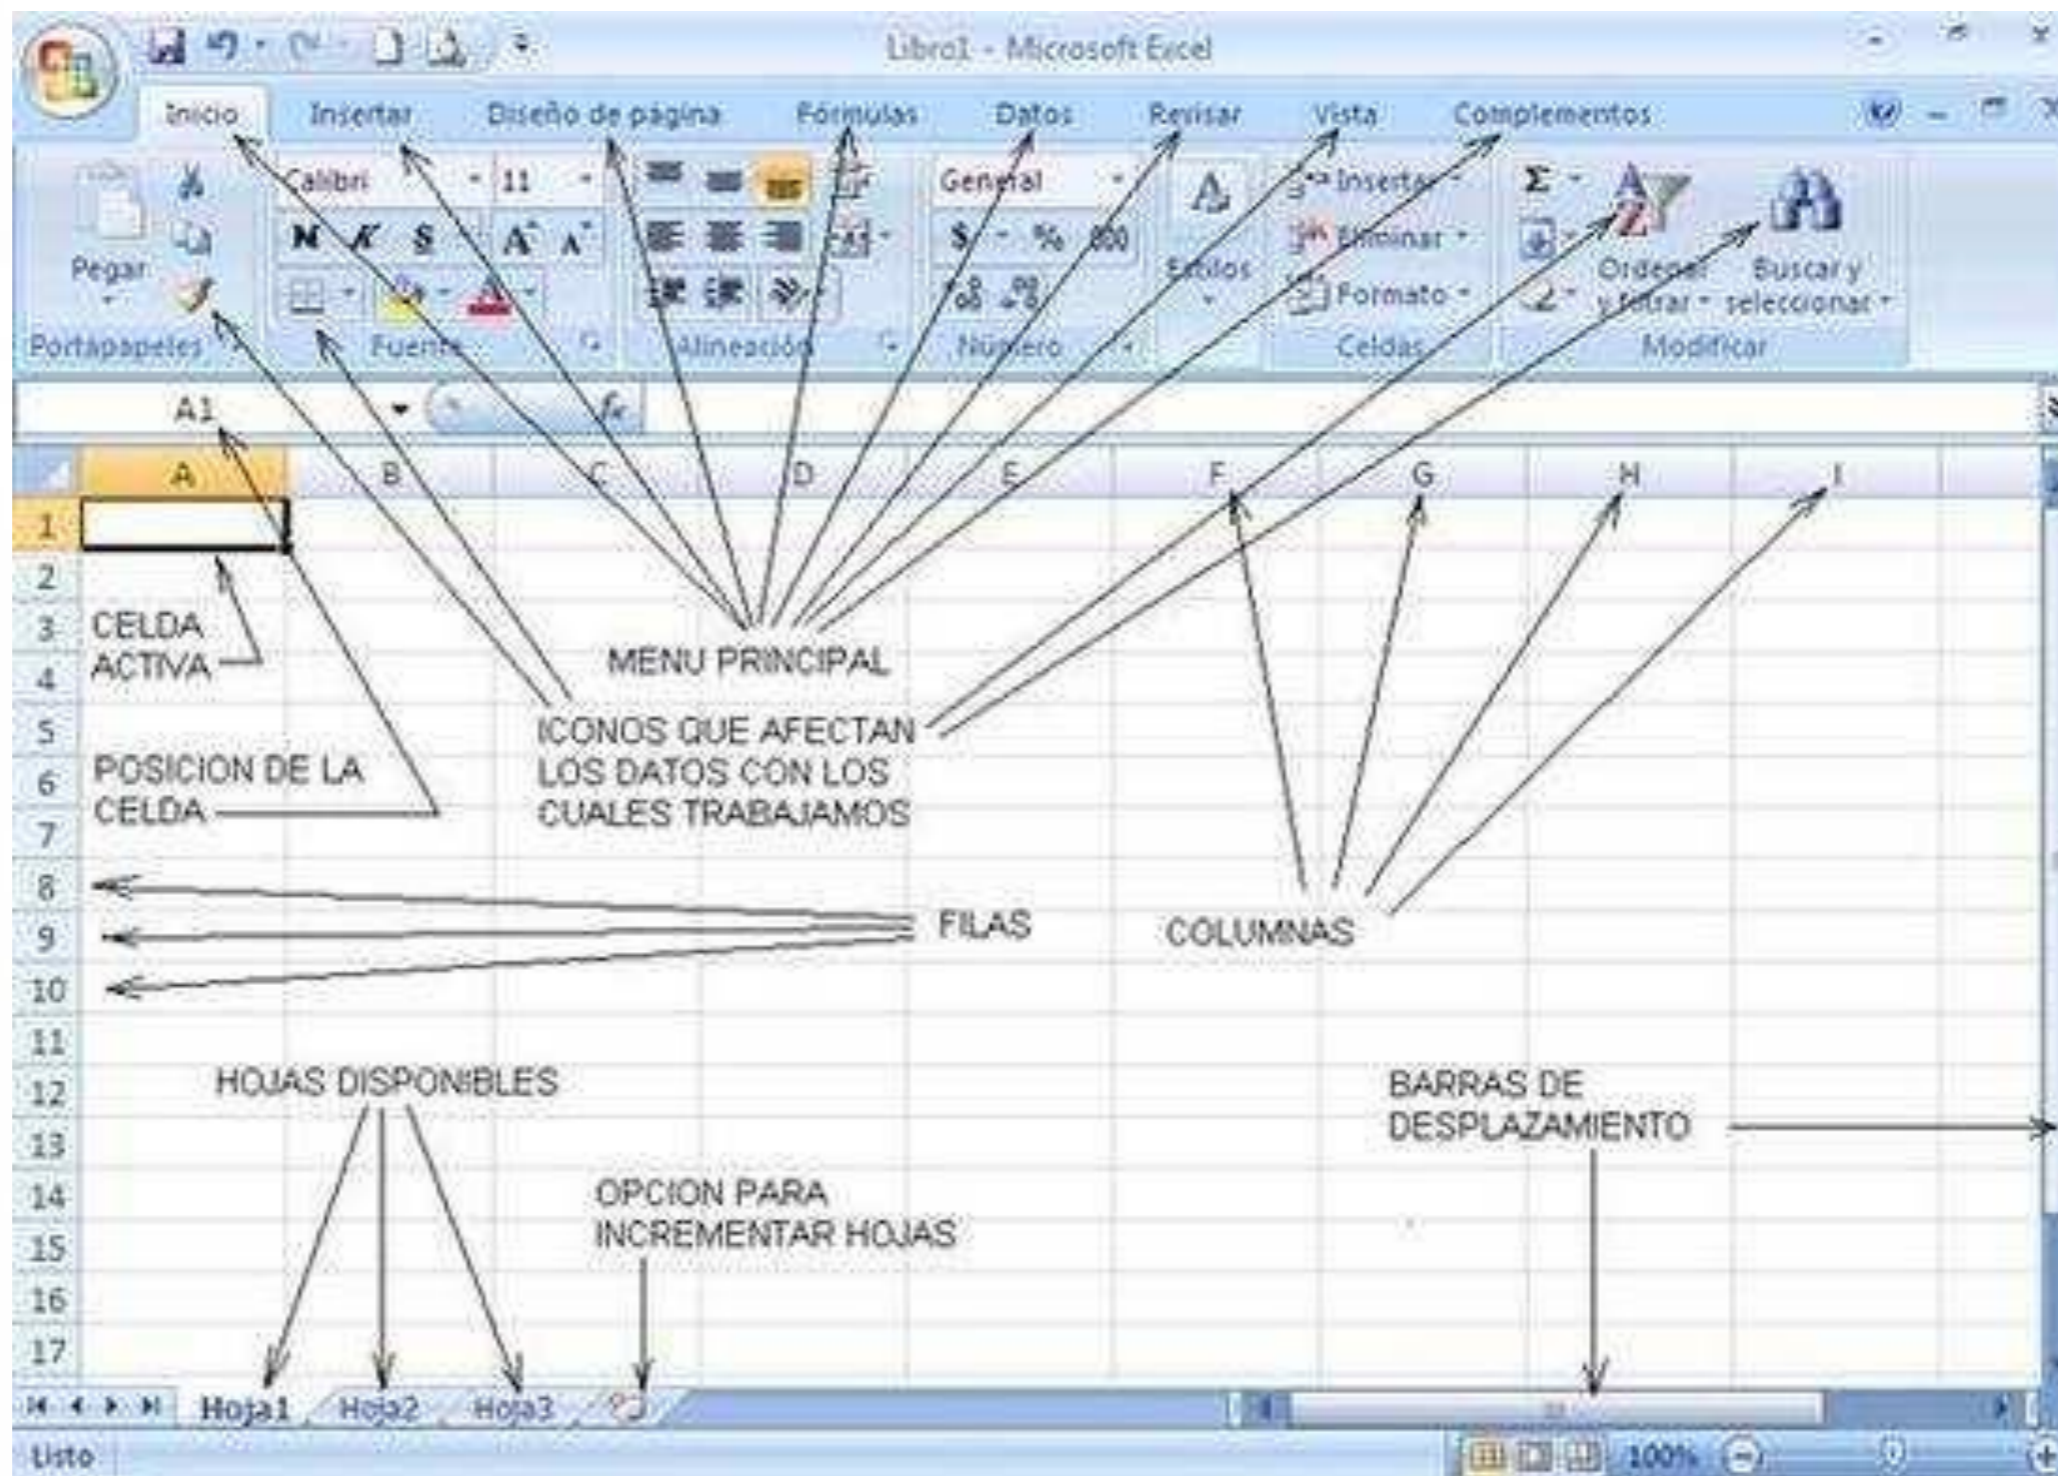 Libro1 - Microsoft Excel
Inicio Insertar Diseño de página Fórmulas Datos Revisar Vista Complementos
Calibri 11 General Insertar
N K S $ % 000 Eliminar
Pegar Estilos Formato Ordenar y filtrar Buscar y seleccionar
Portapapeles Fuente Alineación Número Celdas Modificar
A1 fx
A B C D E F G H I
1
2
3
4
5
6
7
8
9
10
11
12
13
14
15
16
17
CELDA
ACTIVA
MENU PRINCIPAL
POSICION DE LA
CELDA
ICONOS QUE AFECTAN
LOS DATOS CON LOS
CUALES TRABAJAMOS
FILAS
COLUMNAS
HOJAS DISPONIBLES
BARRAS DE
DESPLAZAMIENTO
OPCION PARA
INCREMENTAR HOJAS
Hoja1 Hoja2 Hoja3
Listo 100%